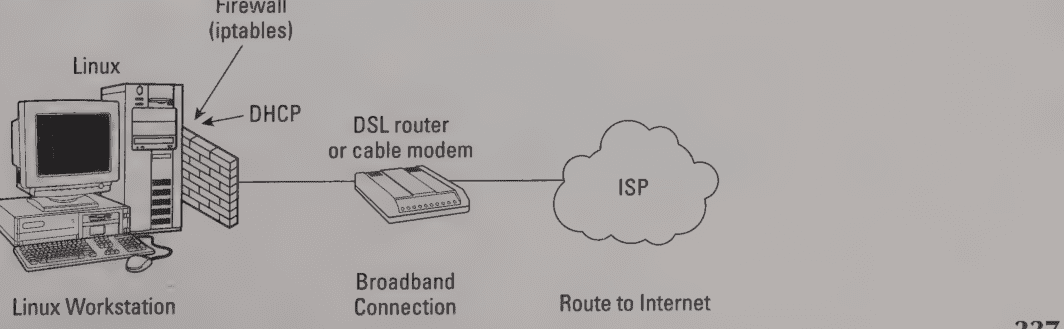 Firewall
(iptables)
Linux
DHCP
DSL router
or cable modem
ISP
Linux Workstation
Broadband
Connection
Route to Internet